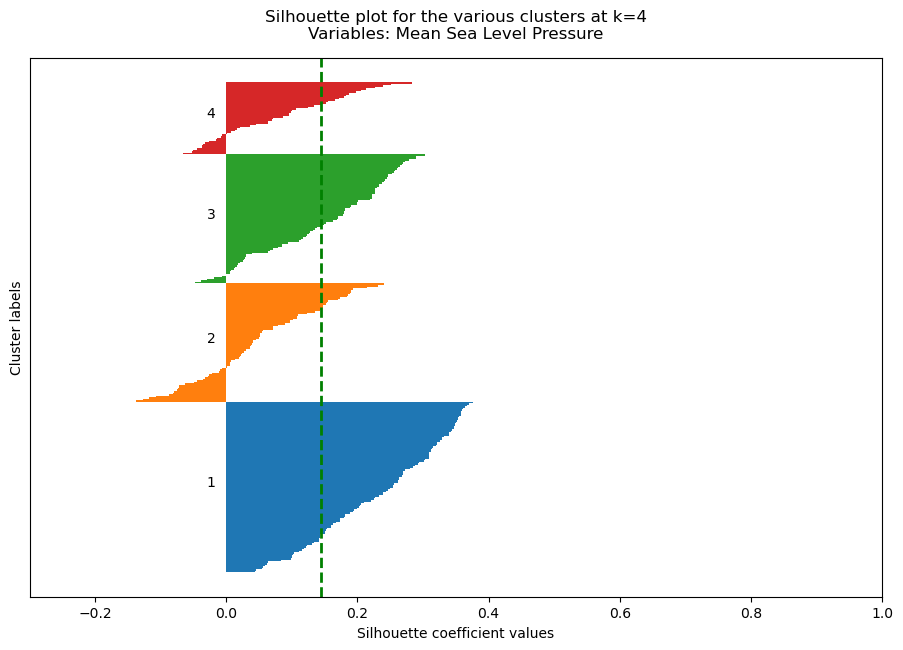 Silhouette plot for the various clusters at k=4
Variables: Mean Sea Level Pressure
Cluster labels
4
3
2
1
−0.2
0.0
0.2
0.4
0.6
0.8
1.0
Silhouette coefficient values